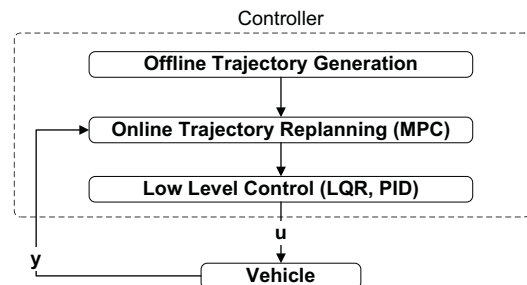 Controller
Offline Trajectory Generation
Online Trajectory Replanning (MPC)
Low Level Control (LQR, PID)
u
y
Vehicle